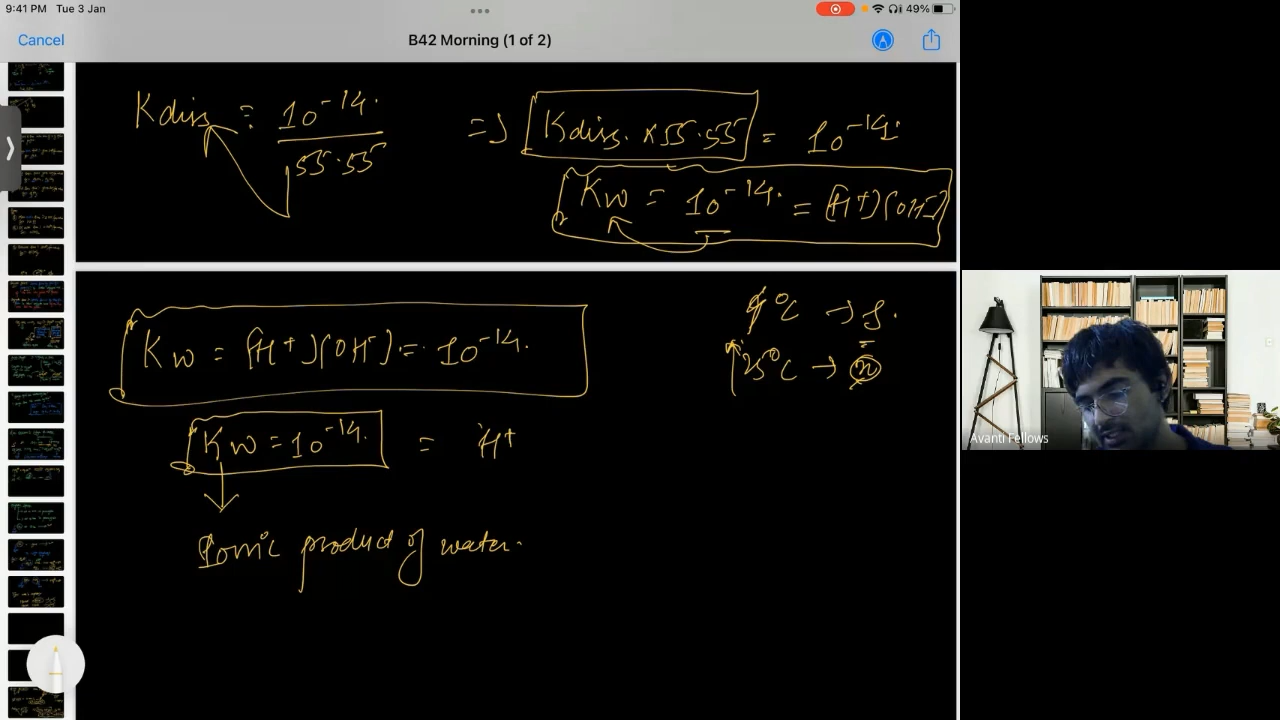 9:41 PM Tue 3 Jan
49%
Cancel
B42 Morning (1 of 2)
Kdiss = 10⁻¹⁴ / 55.55
=> Kdiss. x 55.55 = 10⁻¹⁴
Kw = 10⁻¹⁴ = [H⁺][OH⁻]
Kw = [H⁺][OH⁻] = 10⁻¹⁴.
°C →
25°C → n
Kw = 10⁻¹⁴. = H⁺
Ionic product of water.
Avanti Fellows